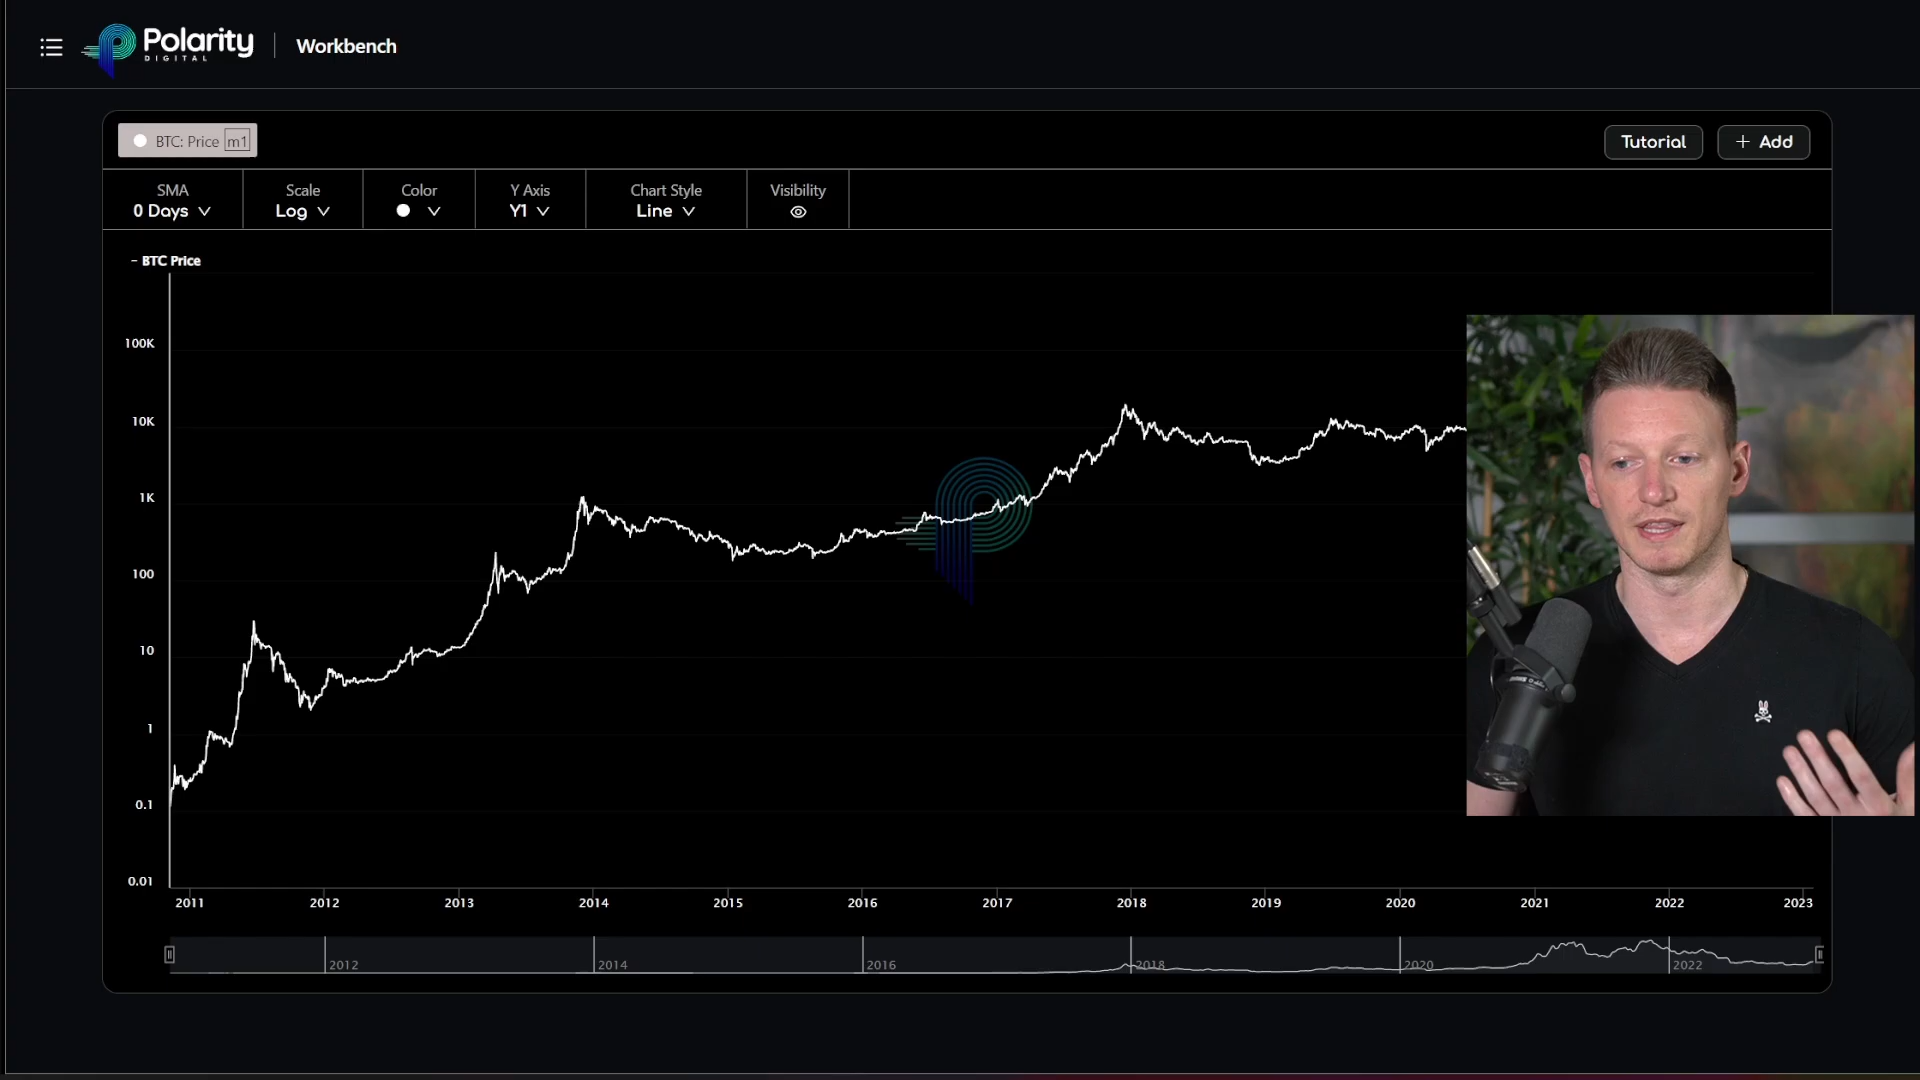 Polarity
DIGITAL
Workbench
BTC: Price m1
Tutorial
+ Add
SMA
0 Days
Scale
Log
Color
Y Axis
Y1
Chart Style
Line
Visibility
- BTC Price
100K
10K
1K
100
10
1
0.1
0.01
2011 2012 2013 2014 2015 2016 2017 2018 2019 2020 2021 2022 2023
2012 2014 2016 2018 2020 2022